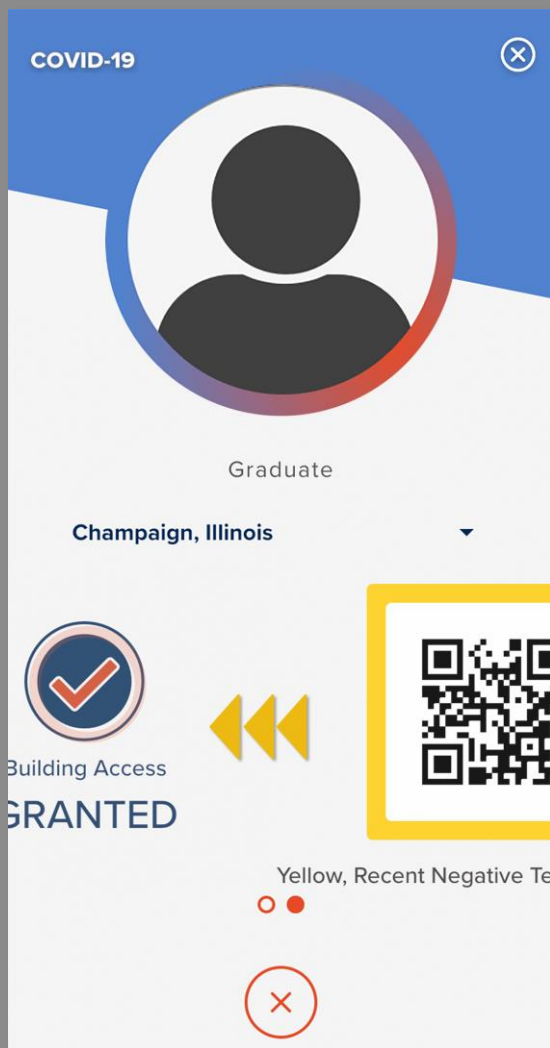 COVID-19
Graduate
Champaign, Illinois
Building Access
GRANTED
Yellow, Recent Negative Te